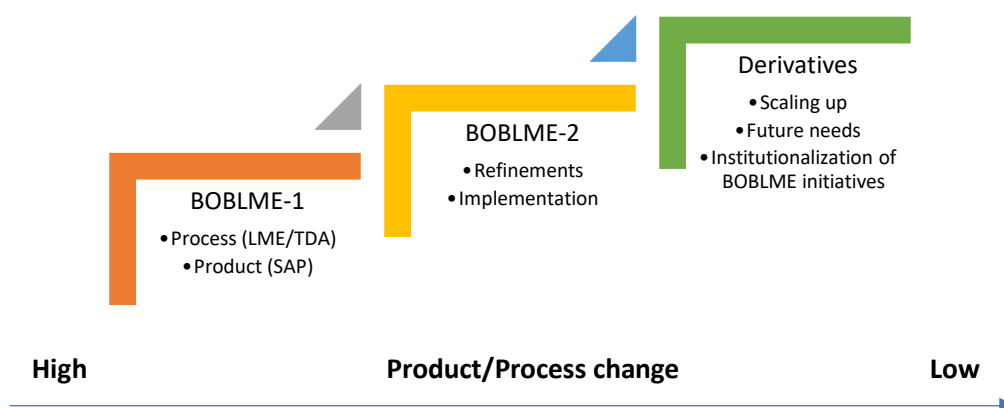 Derivatives
•Scaling up
•Future needs
•Institutionalization of
BOBLME initiatives
BOBLME-2
•Refinements
•Implementation
BOBLME-1
•Process (LME/TDA)
•Product (SAP)
High Product/Process change Low